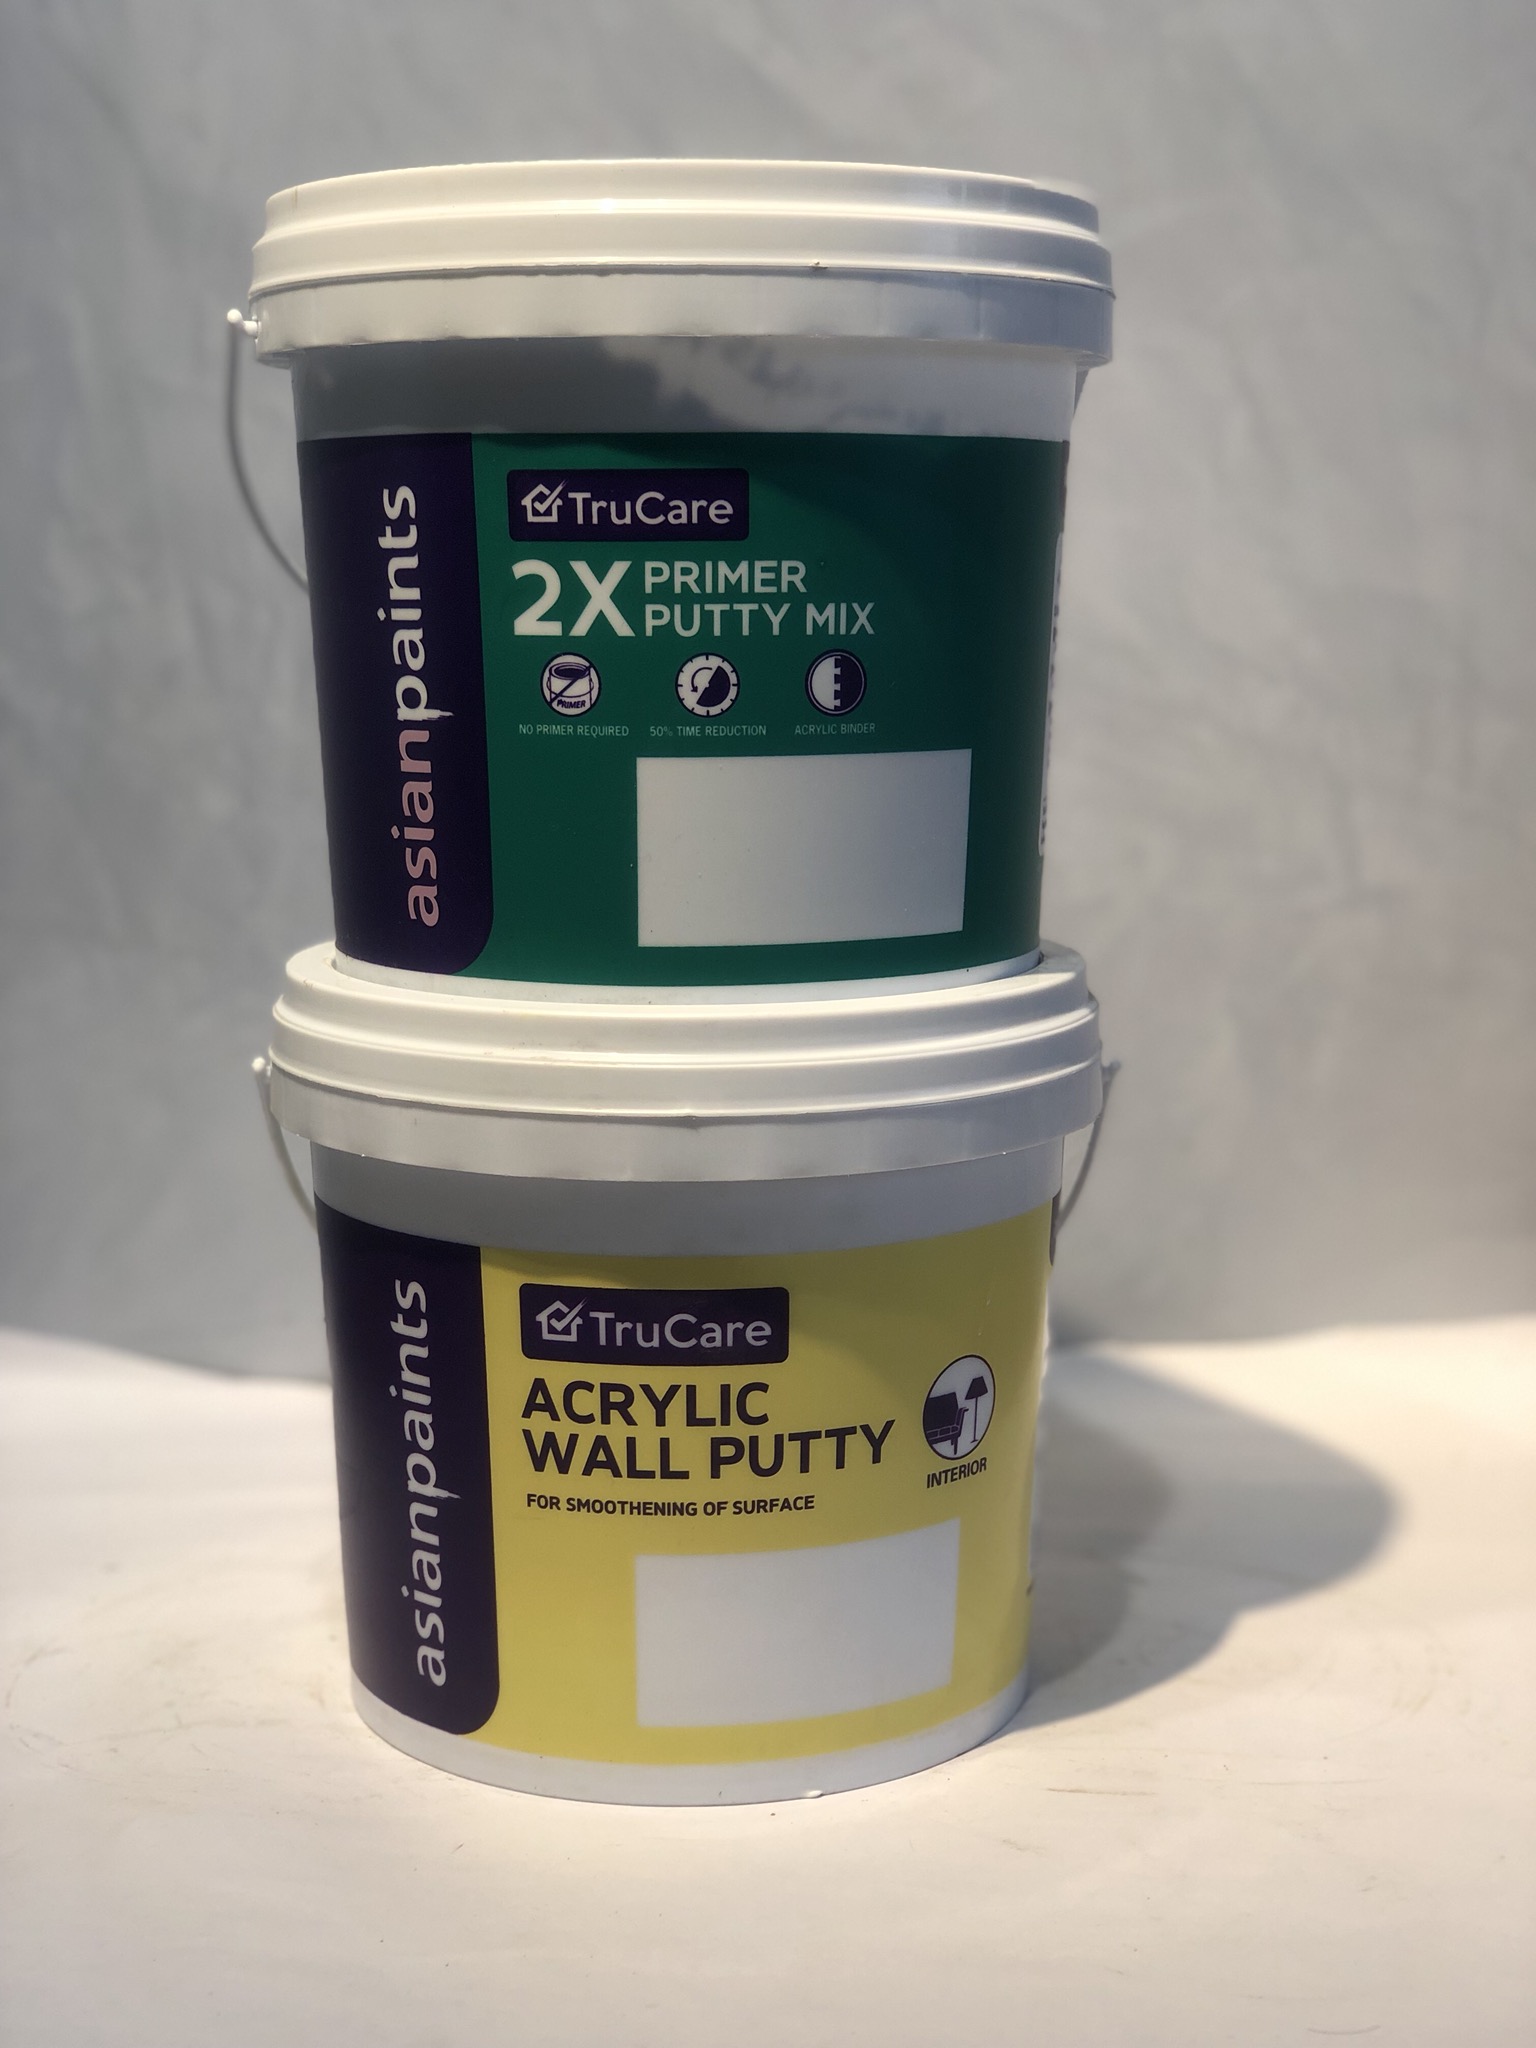 asianpaints
TruCare
2X PRIMER
PUTTY MIX
PRIMER
NO PRIMER REQUIRED
50% TIME REDUCTION
ACRYLIC BINDER
asianpaints
TruCare
ACRYLIC
WALL PUTTY
FOR SMOOTHENING OF SURFACE
INTERIOR